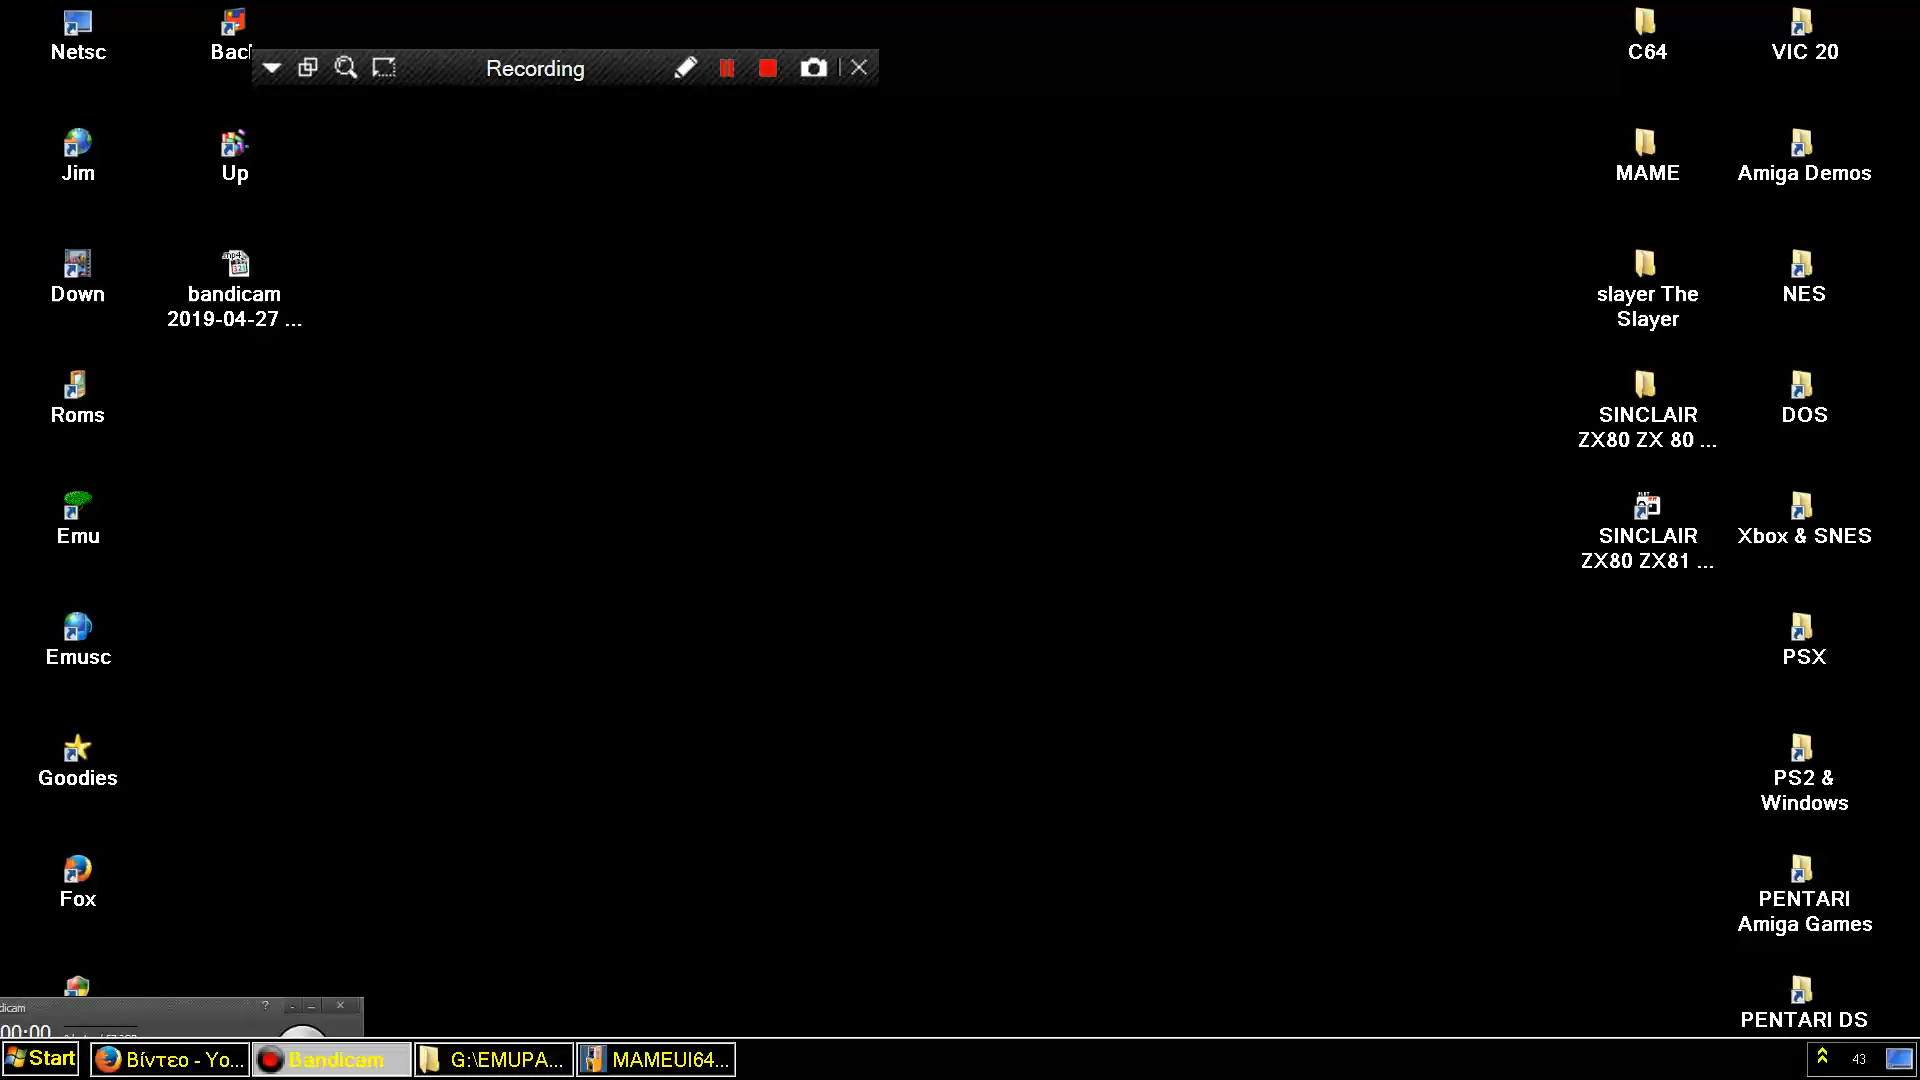 Netsc
Bac
Recording
C64
VIC 20
Jim
Up
MAME
Amiga Demos
Down
bandicam
2019-04-27 ...
slayer The
Slayer
NES
Roms
SINCLAIR
ZX80 ZX 80 ...
DOS
Emu
SINCLAIR
ZX80 ZX81 ...
Xbox & SNES
Emusc
PSX
Goodies
PS2 &
Windows
Fox
PENTARI
Amiga Games
dicam
00:00
PENTARI DS
Start
Βίντεο - Yo...
Bandicam
G:\EMUPA...
MAMEUI64...
43